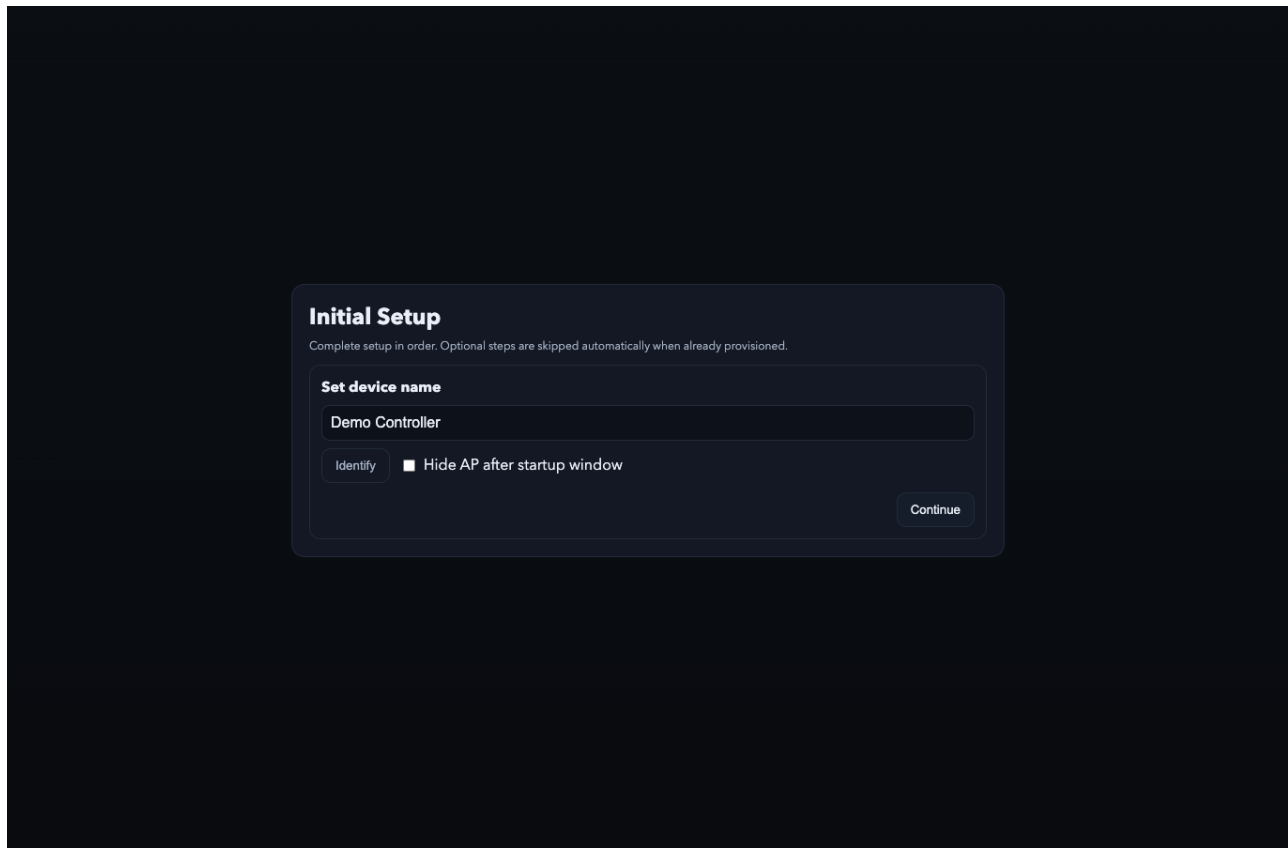 Initial Setup
Complete setup in order. Optional steps are skipped automatically when already provisioned.
Set device name
Demo Controller
Identify Hide AP after startup window
Continue